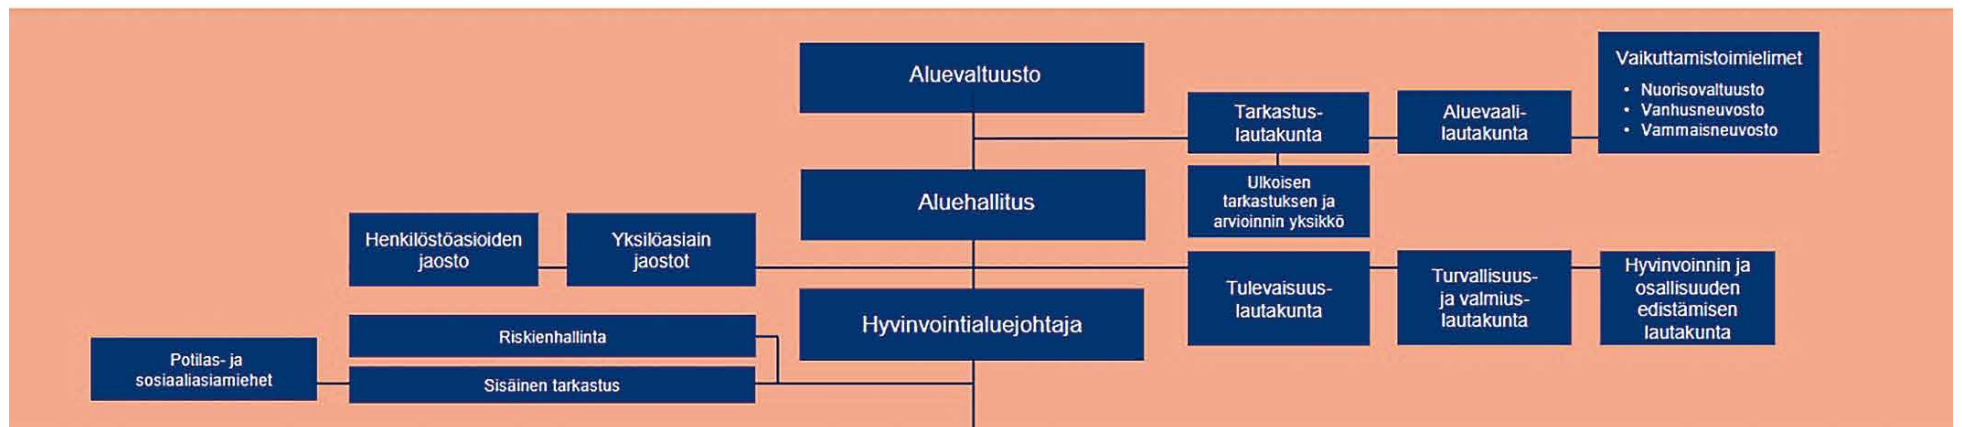 Aluevaltuusto
Tarkastus-
lautakunta
Aluevaali-
lautakunta
Vaikuttamistoimielimet
• Nuorisovaltuusto
• Vanhusneuvosto
• Vammaisneuvosto
Ulkoisen
tarkastuksen ja
arvioinnin yksikkö
Aluehallitus
Henkilöstöasioiden
jaosto
Yksilöasiain
jaostot
Tulevaisuus-
lautakunta
Turvallisuus-
ja valmius-
lautakunta
Hyvinvoinnin ja
osallisuuden
edistämisen
lautakunta
Hyvinvointialuejohtaja
Riskienhallinta
Potilas- ja
sosiaaliasiamiehet
Sisäinen tarkastus